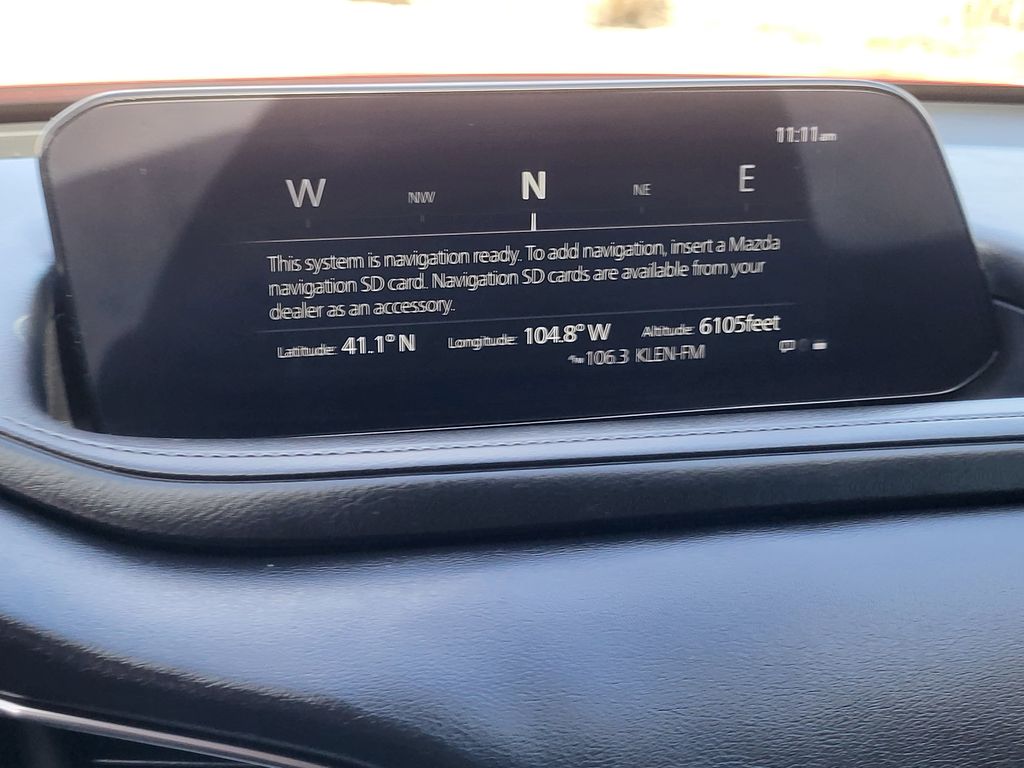 11:11am
W NW N NE E
This system is navigation ready. To add navigation, insert a Mazda
navigation SD card. Navigation SD cards are available from your
dealer as an accessory.
Latitude: 41.1° N Longitude: 104.8° W Altitude: 6105feet
FM 106.3 KLEN-FM